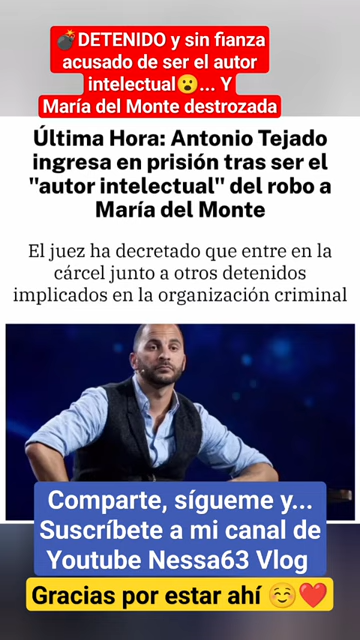 💣DETENIDO y sin fianza
acusado de ser el autor
intelectual😮... Y
María del Monte destrozada
Última Hora: Antonio Tejado
ingresa en prisión tras ser el
"autor intelectual" del robo a
María del Monte
El juez ha decretado que entre en la
cárcel junto a otros detenidos
implicados en la organización criminal
Comparte, sígueme y...
Suscríbete a mi canal de
Youtube Nessa63 Vlog
Gracias por estar ahí ☺️❤️